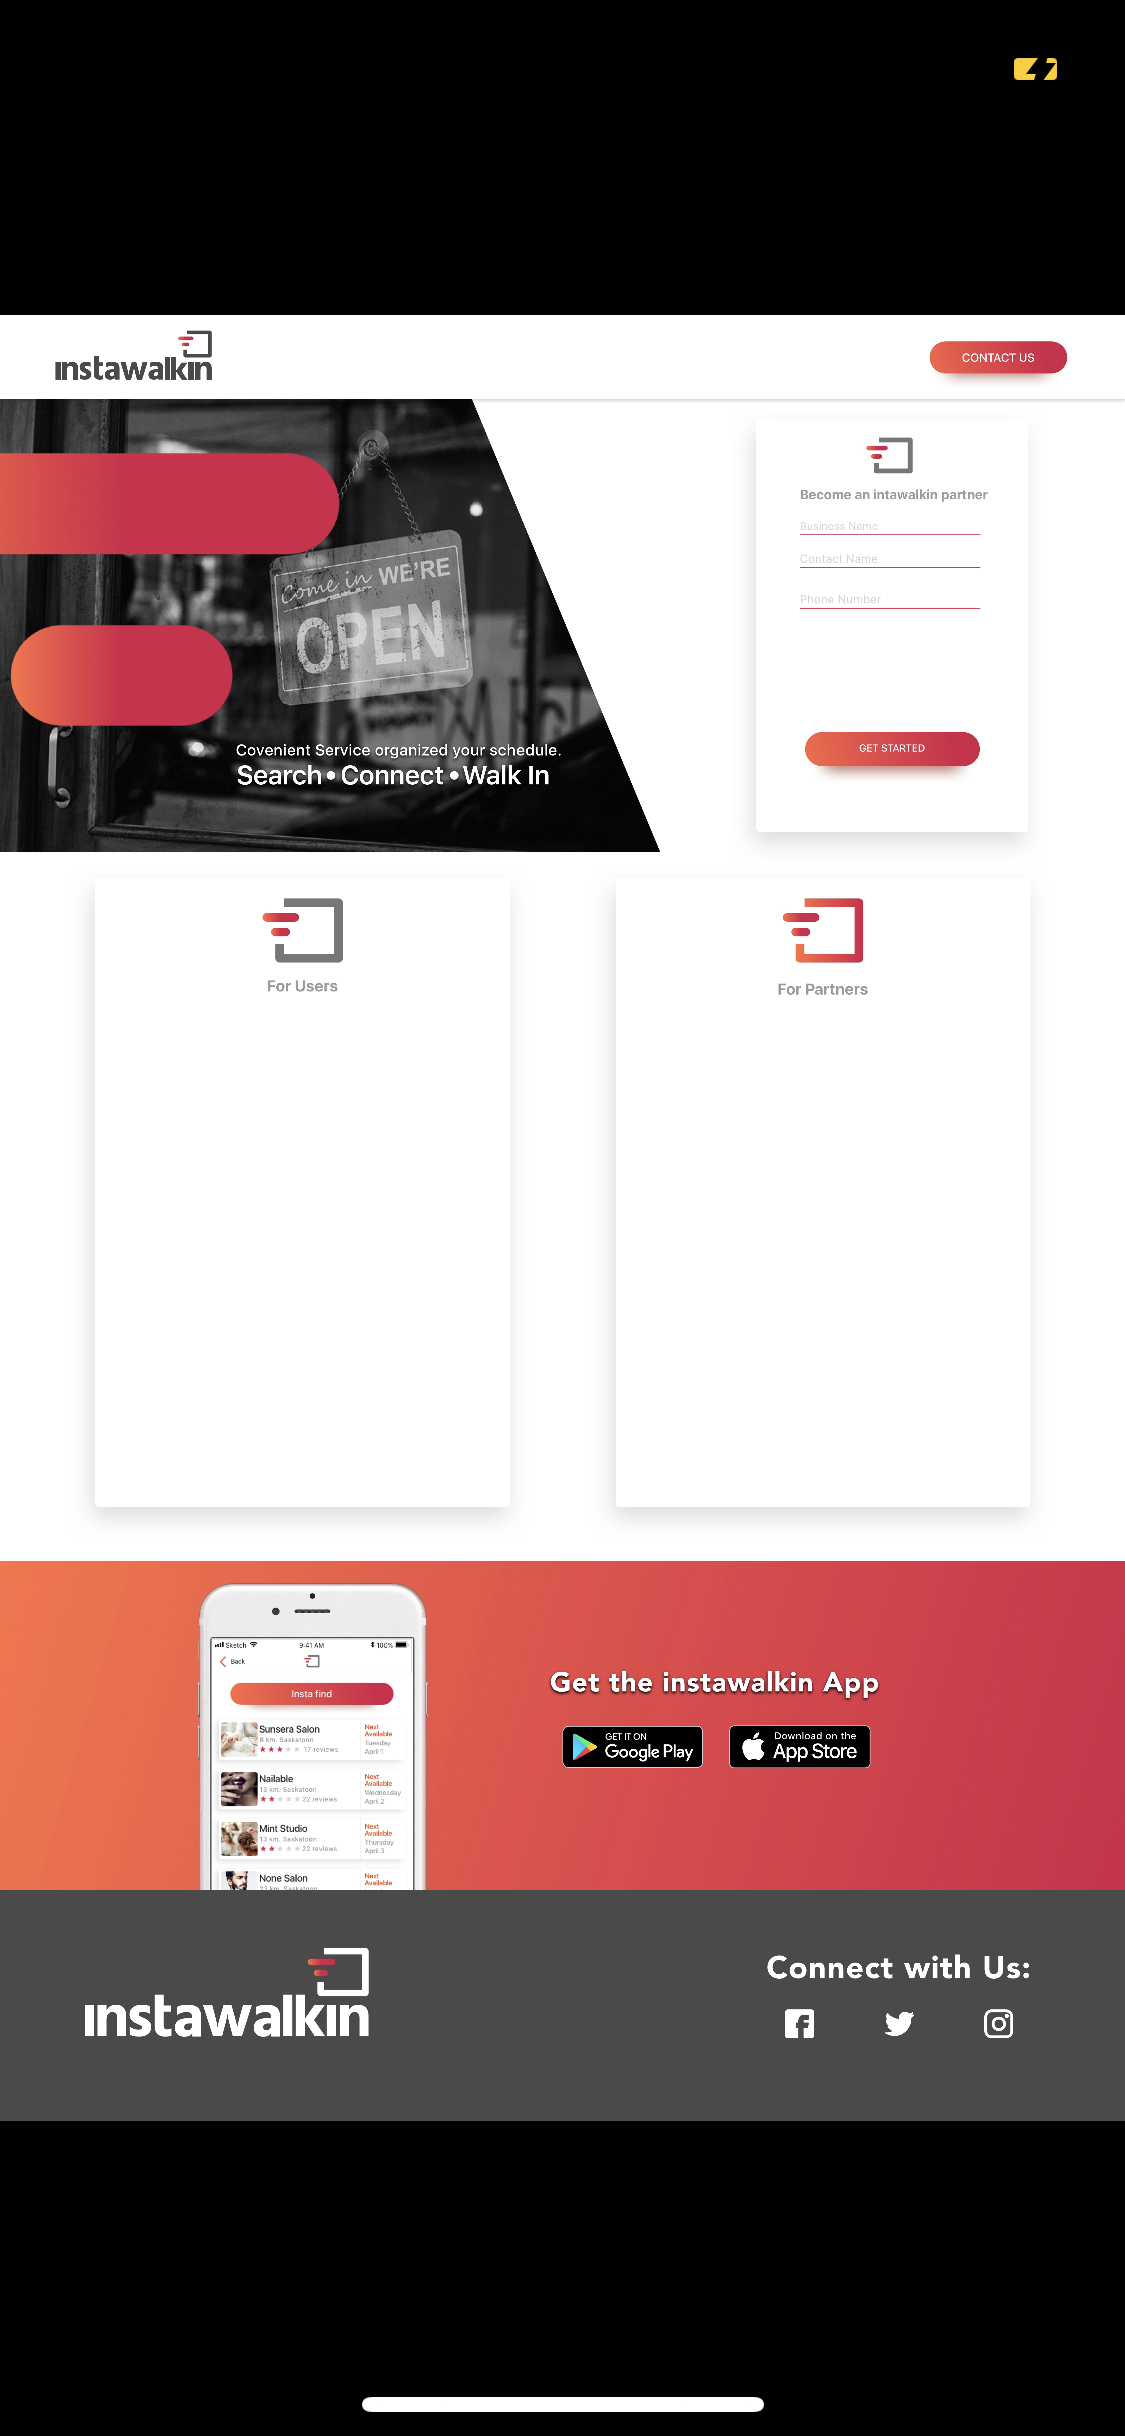 instawalkin
CONTACT US
Become an intawalkin partner
Business Name
Contact Name
Phone Number
GET STARTED
Come in WE'RE
OPEN
Covenient Service organized your schedule.
Search • Connect • Walk In
For Users
For Partners
Sketch
9:41 AM
100%
Back
Insta find
Sunsera Salon
8 km. Saskatoon
17 reviews
Next
Available
Tuesday
April 1
Nailable
13 km. Saskatoon
22 reviews
Next
Available
Wednesday
April 2
Mint Studio
13 km. Saskatoon
22 reviews
Next
Available
Thursday
April 3
None Salon
Next
Available
Get the instawalkin App
GET IT ON
Google Play
Download on the
App Store
instawalkin
Connect with Us: